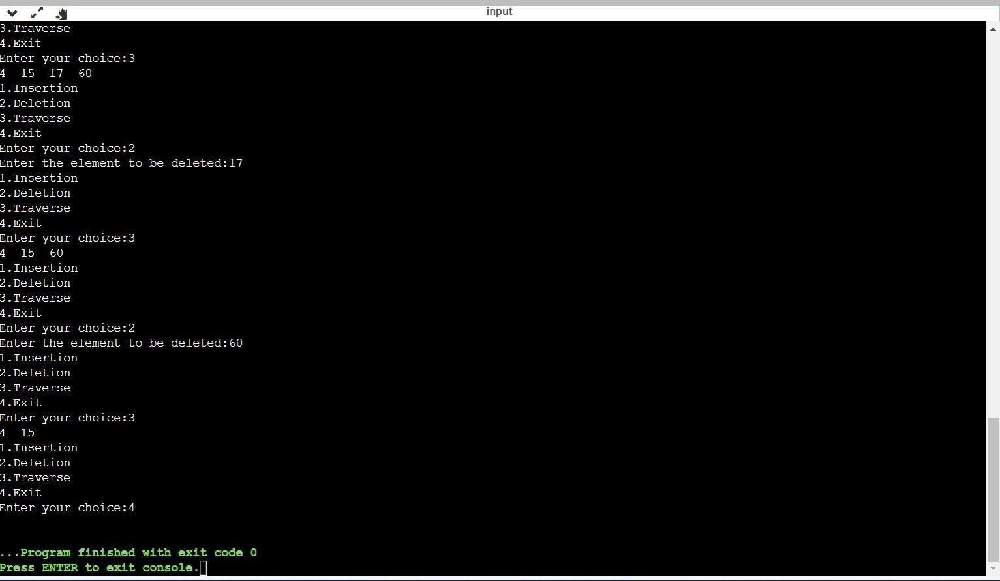 input
3.Traverse
4.Exit
Enter your choice:3
4  15  17  60
1.Insertion
2.Deletion
3.Traverse
4.Exit
Enter your choice:2
Enter the element to be deleted:17
1.Insertion
2.Deletion
3.Traverse
4.Exit
Enter your choice:3
4  15  60
1.Insertion
2.Deletion
3.Traverse
4.Exit
Enter your choice:2
Enter the element to be deleted:60
1.Insertion
2.Deletion
3.Traverse
4.Exit
Enter your choice:3
4  15
1.Insertion
2.Deletion
3.Traverse
4.Exit
Enter your choice:4
...Program finished with exit code 0
Press ENTER to exit console.